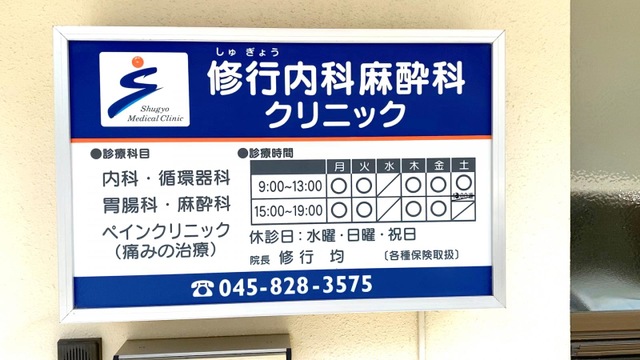 しゅ ぎょう
修行内科麻酔科
クリニック
Shugyo
Medical Clinic
●診療科目
内科・循環器科
胃腸科・麻酔科
ペインクリニック
(痛みの治療)
●診療時間
月 火 水 木 金 土
9:00~13:00 ○ ○ ／ ○ ○ ○
15:00~19:00 ○ ○ ／ ○ ○ ／
休診日:水曜・日曜・祝日
院長 修行 均 〔各種保険取扱〕
☎045-828-3575